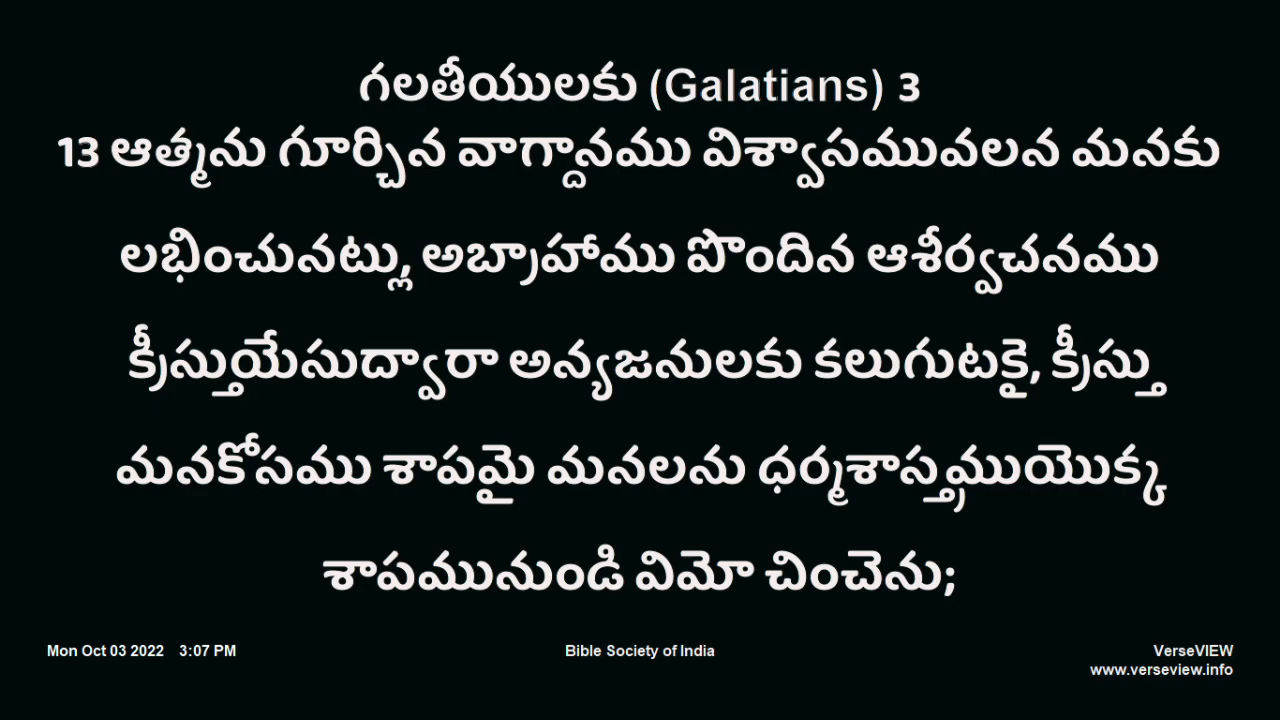 గలతీయులకు (Galatians) 3
13 ఆత్మను గూర్చిన వాగ్దానము విశ్వాసమువలన మనకు
లభించునట్లు, అబ్రాహాము పొందిన ఆశీర్వచనము
క్రీస్తుయేసుద్వారా అన్యజనులకు కలుగుటకై, క్రీస్తు
మనకోసము శాపమై మనలను ధర్మశాస్త్రముయొక్క
శాపమునుండి విమో చించెను;
Mon Oct 03 2022 3:07 PM
Bible Society of India
VerseVIEW
www.verseview.info